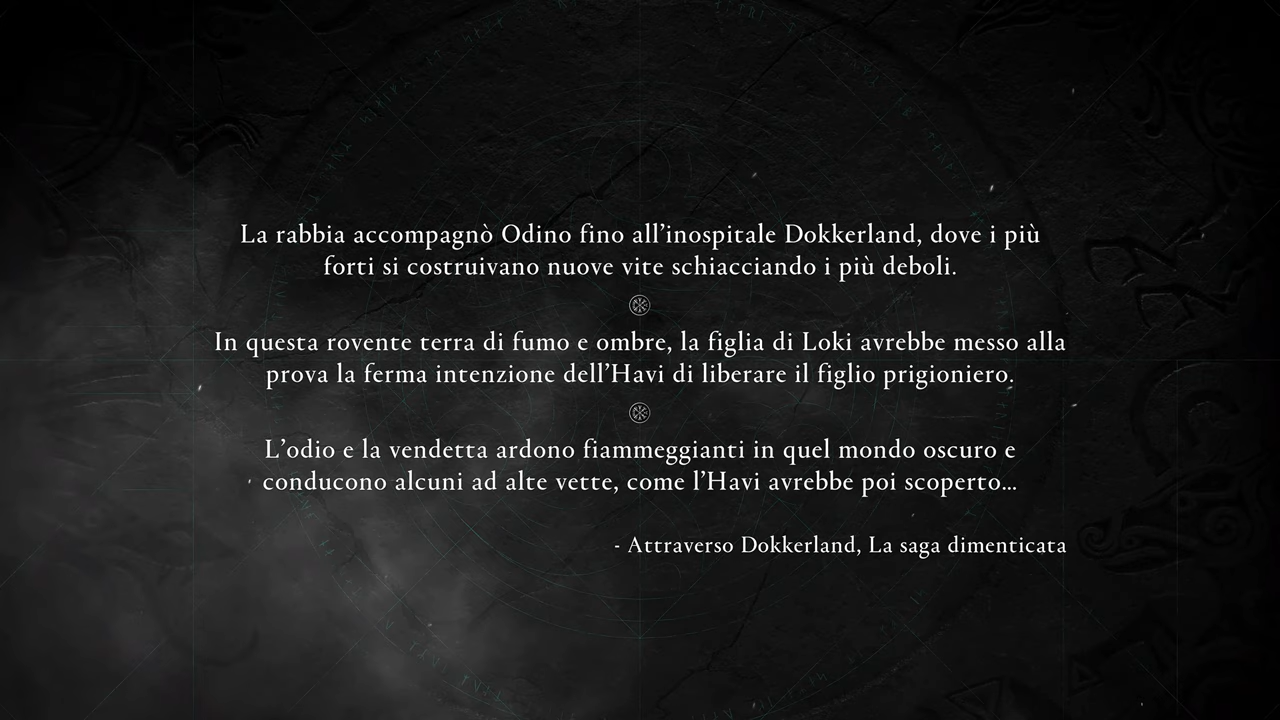 La rabbia accompagnò Odino fino all’inospitale Dokkerland, dove i più
forti si costruivano nuove vite schiacciando i più deboli.
In questa rovente terra di fumo e ombre, la figlia di Loki avrebbe messo alla
prova la ferma intenzione dell’Havi di liberare il figlio prigioniero.
L’odio e la vendetta ardono fiammeggianti in quel mondo oscuro e
conducono alcuni ad alte vette, come l’Havi avrebbe poi scoperto...
- Attraverso Dokkerland, La saga dimenticata